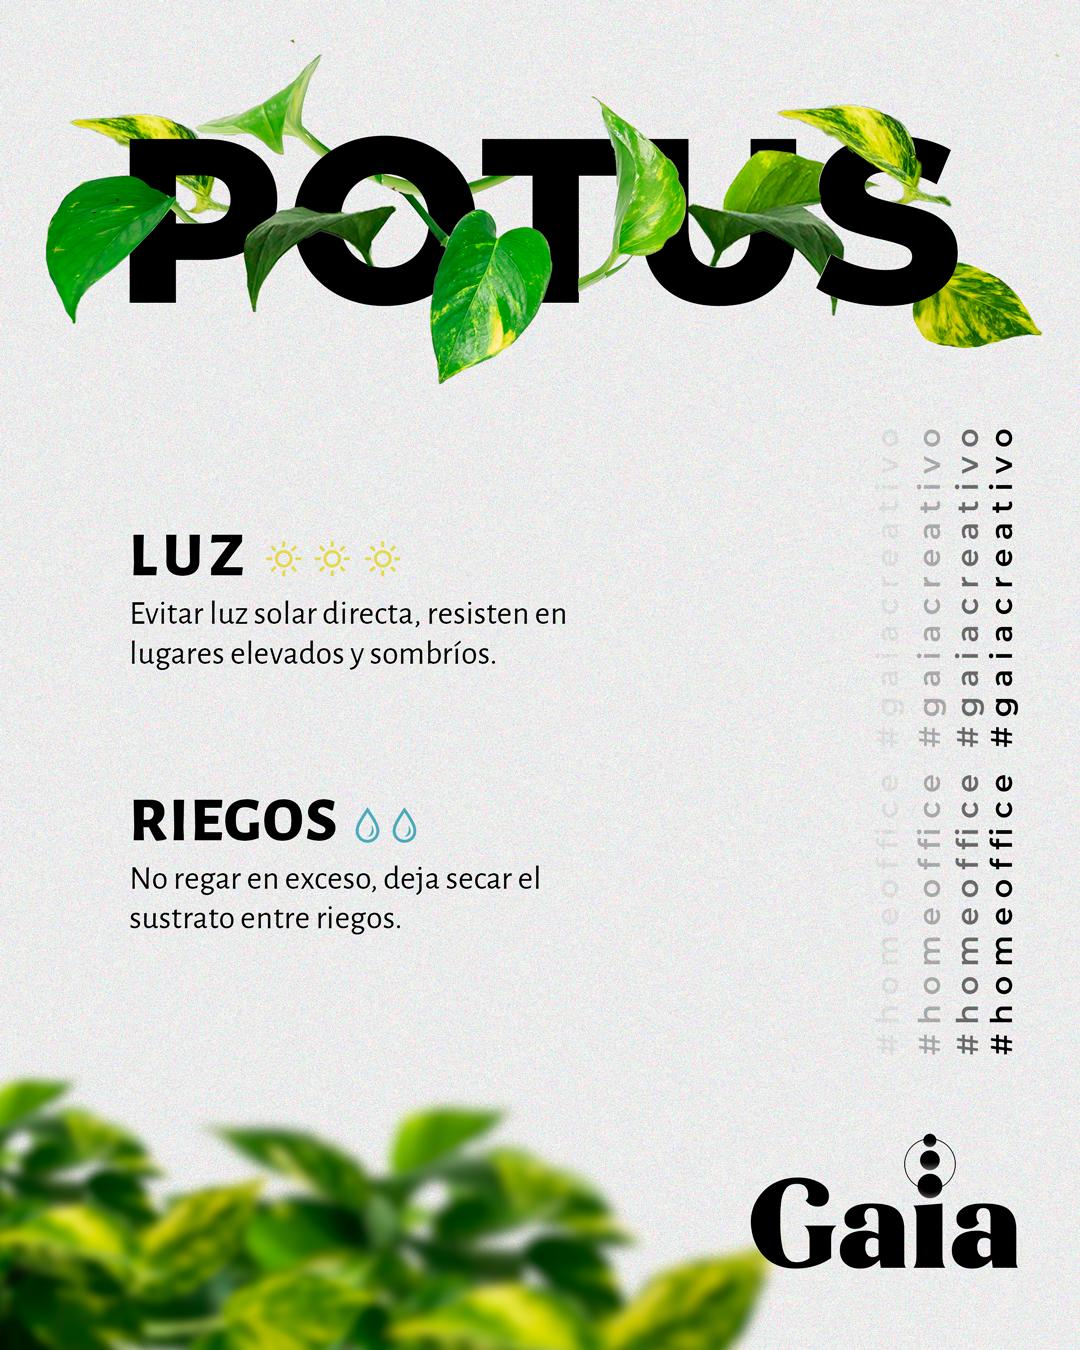 POTUS
LUZ
Evitar luz solar directa, resisten en
lugares elevados y sombríos.
RIEGOS
No regar en exceso, deja secar el
sustrato entre riegos.
#homeoffice #gaiacreativo
#homeoffice #gaiacreativo
#homeoffice #gaiacreativo
#homeoffice #gaiacreativo
Gaia